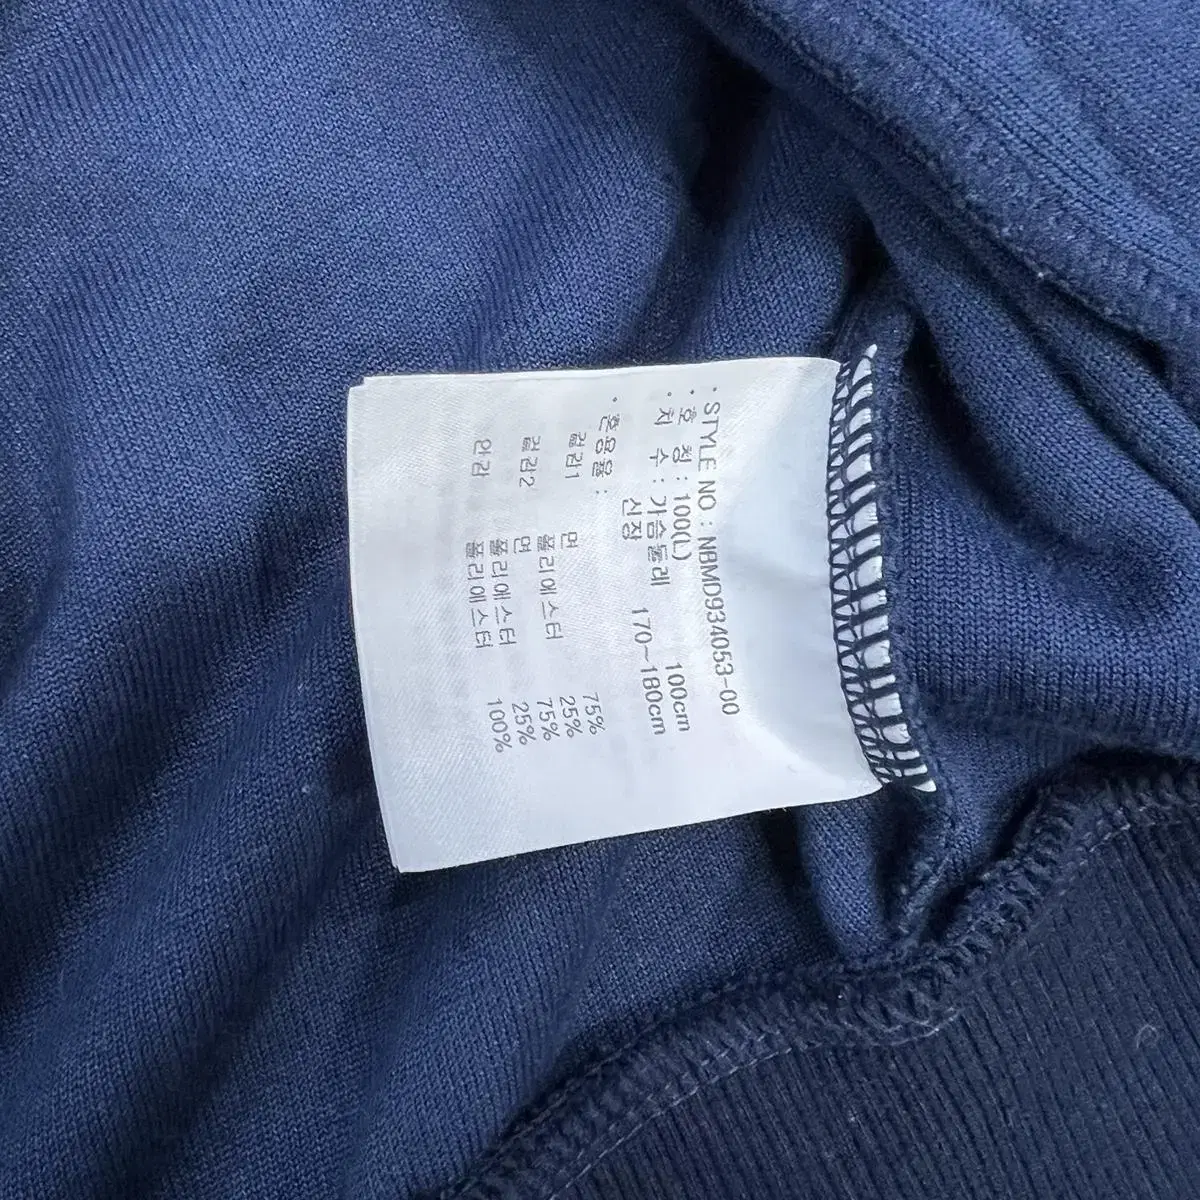 · STYLE NO : NBMD934053-00
· 호 칭 : 100(L)
· 치 수 : 가슴둘레 100cm
신장 170~180cm
· 혼용율 :
겉감1 면 75%
폴리에스터 25%
겉감2 면 75%
폴리에스터 25%
안감 폴리에스터 100%